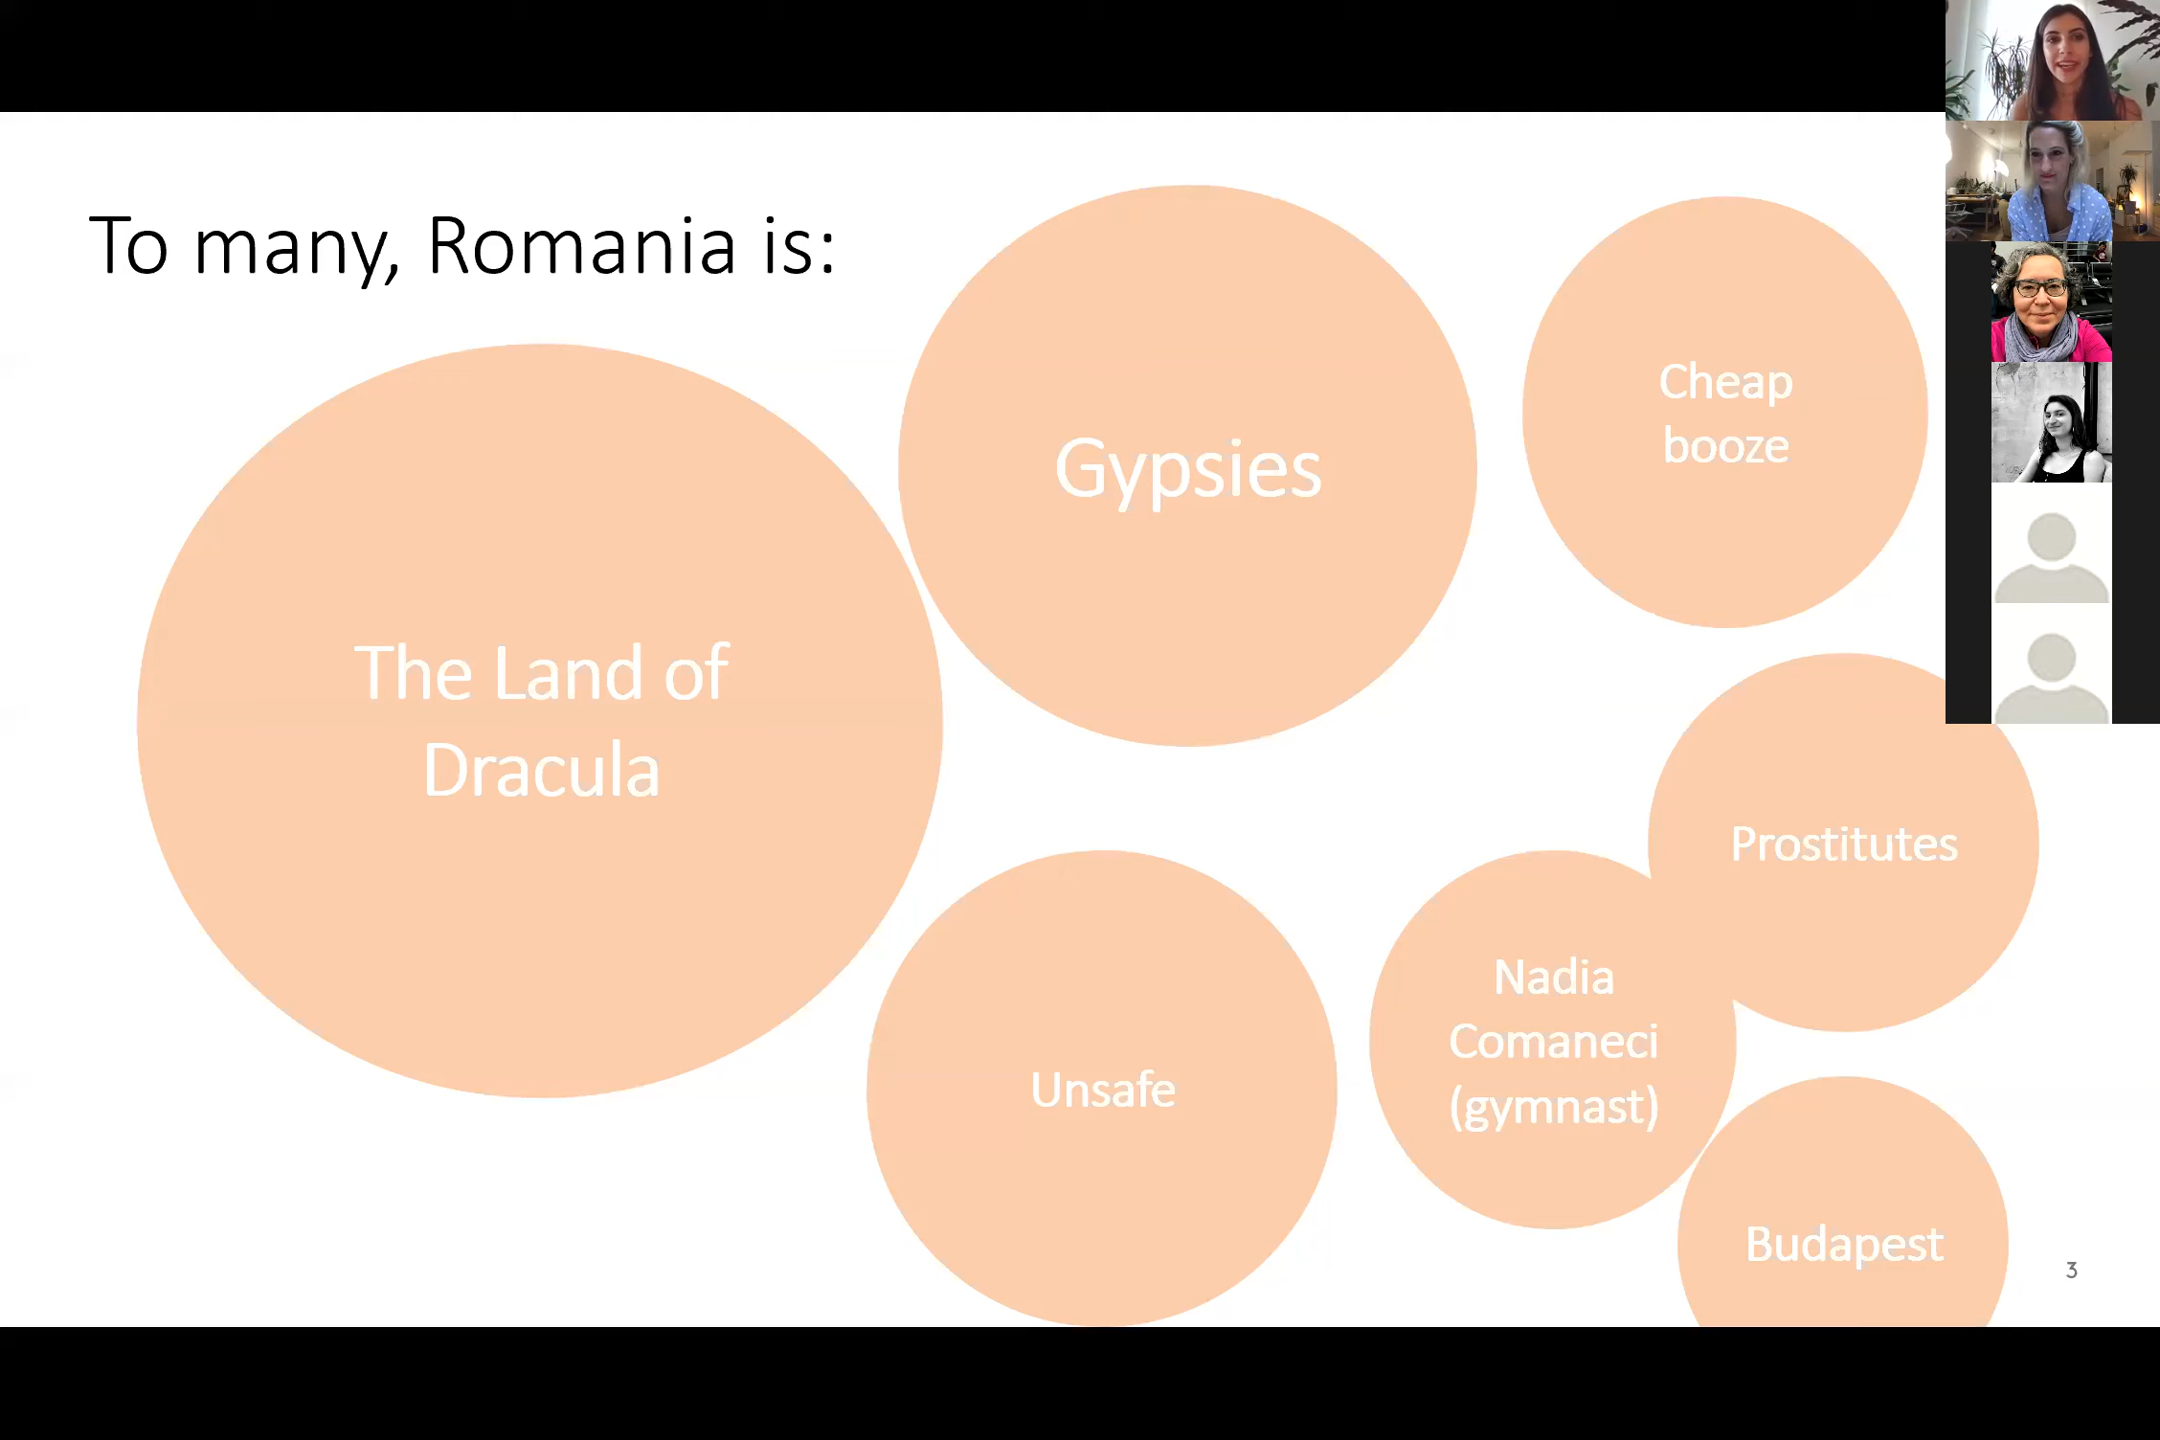 To many, Romania is:
Gypsies
Cheap
booze
The Land of
Dracula
Prostitutes
Unsafe
Nadia
Comaneci
(gymnast)
Budapest
3